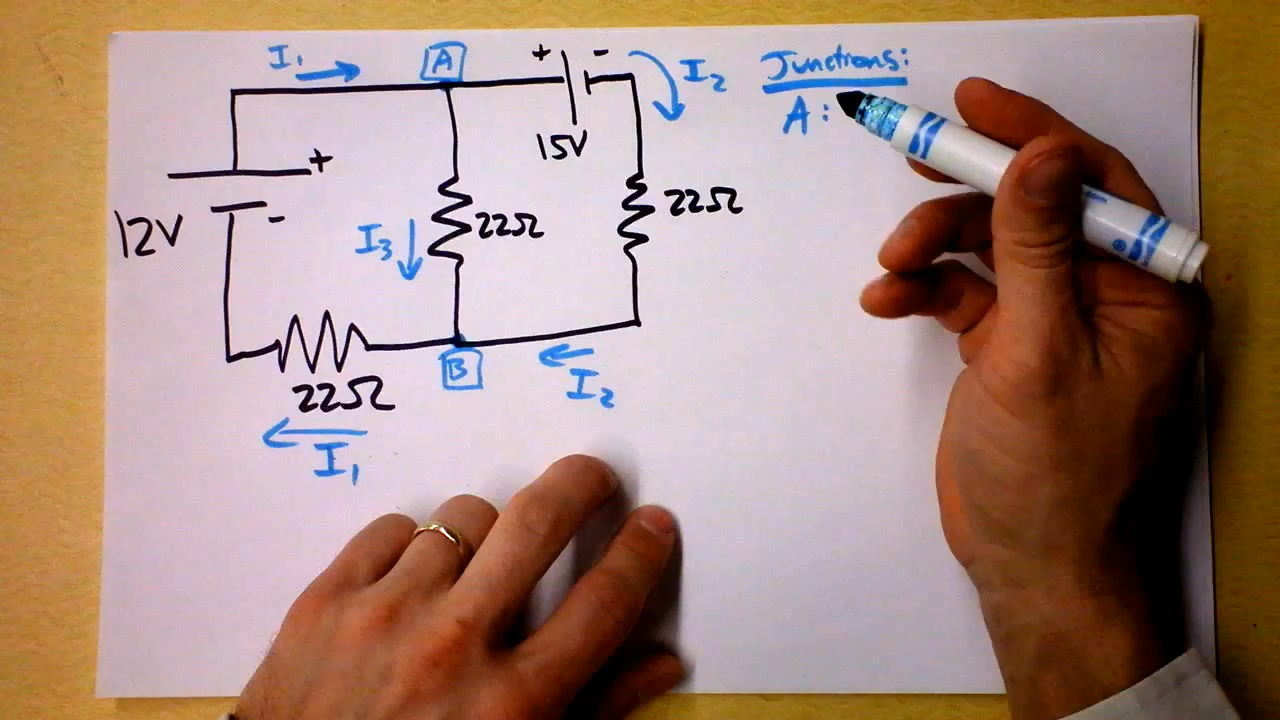 I₁
A
+ -
I₂
Junctions:
A:
15V
+
12V
-
I₃
22Ω
22Ω
B
22Ω
I₂
I₁